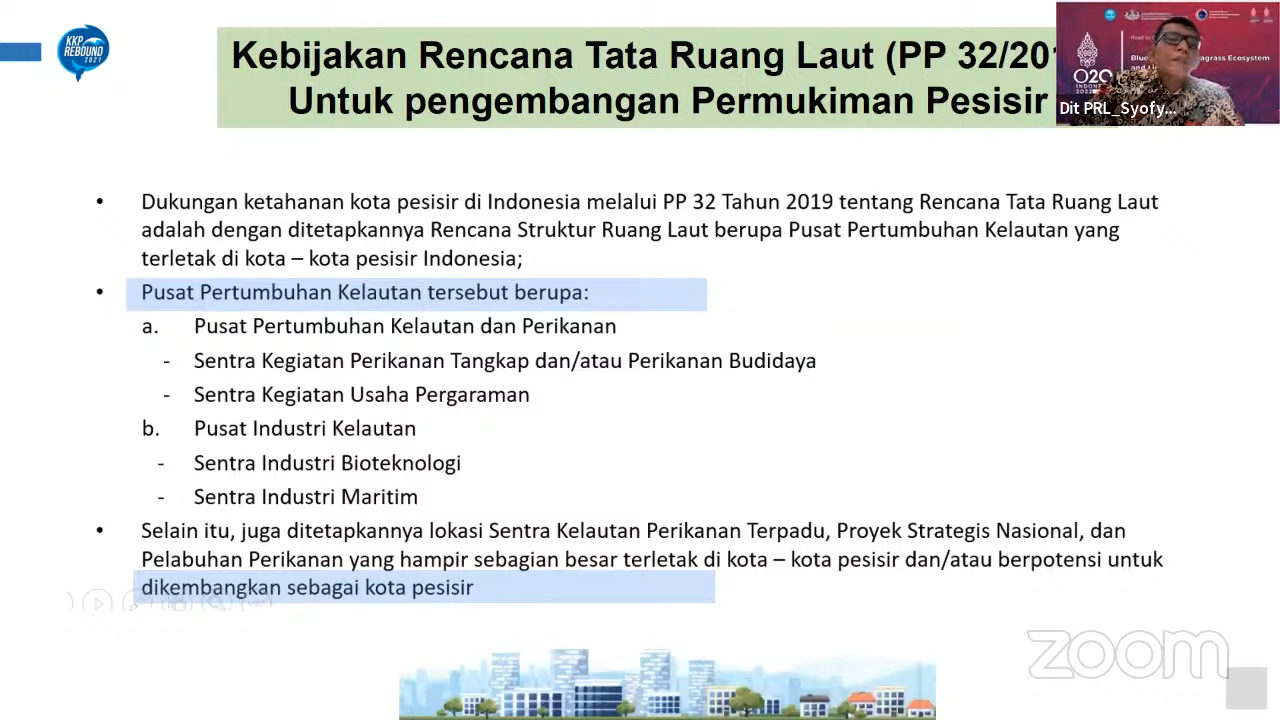 KKP
REBOUND
2021
Kebijakan Rencana Tata Ruang Laut (PP 32/201
Untuk pengembangan Permukiman Pesisir
O20
INDONE
Dit PRL_Syofy...
• Dukungan ketahanan kota pesisir di Indonesia melalui PP 32 Tahun 2019 tentang Rencana Tata Ruang Laut
adalah dengan ditetapkannya Rencana Struktur Ruang Laut berupa Pusat Pertumbuhan Kelautan yang
terletak di kota – kota pesisir Indonesia;
• Pusat Pertumbuhan Kelautan tersebut berupa:
a. Pusat Pertumbuhan Kelautan dan Perikanan
- Sentra Kegiatan Perikanan Tangkap dan/atau Perikanan Budidaya
- Sentra Kegiatan Usaha Pergaraman
b. Pusat Industri Kelautan
- Sentra Industri Bioteknologi
- Sentra Industri Maritim
• Selain itu, juga ditetapkannya lokasi Sentra Kelautan Perikanan Terpadu, Proyek Strategis Nasional, dan
Pelabuhan Perikanan yang hampir sebagian besar terletak di kota – kota pesisir dan/atau berpotensi untuk
dikembangkan sebagai kota pesisir
zoom